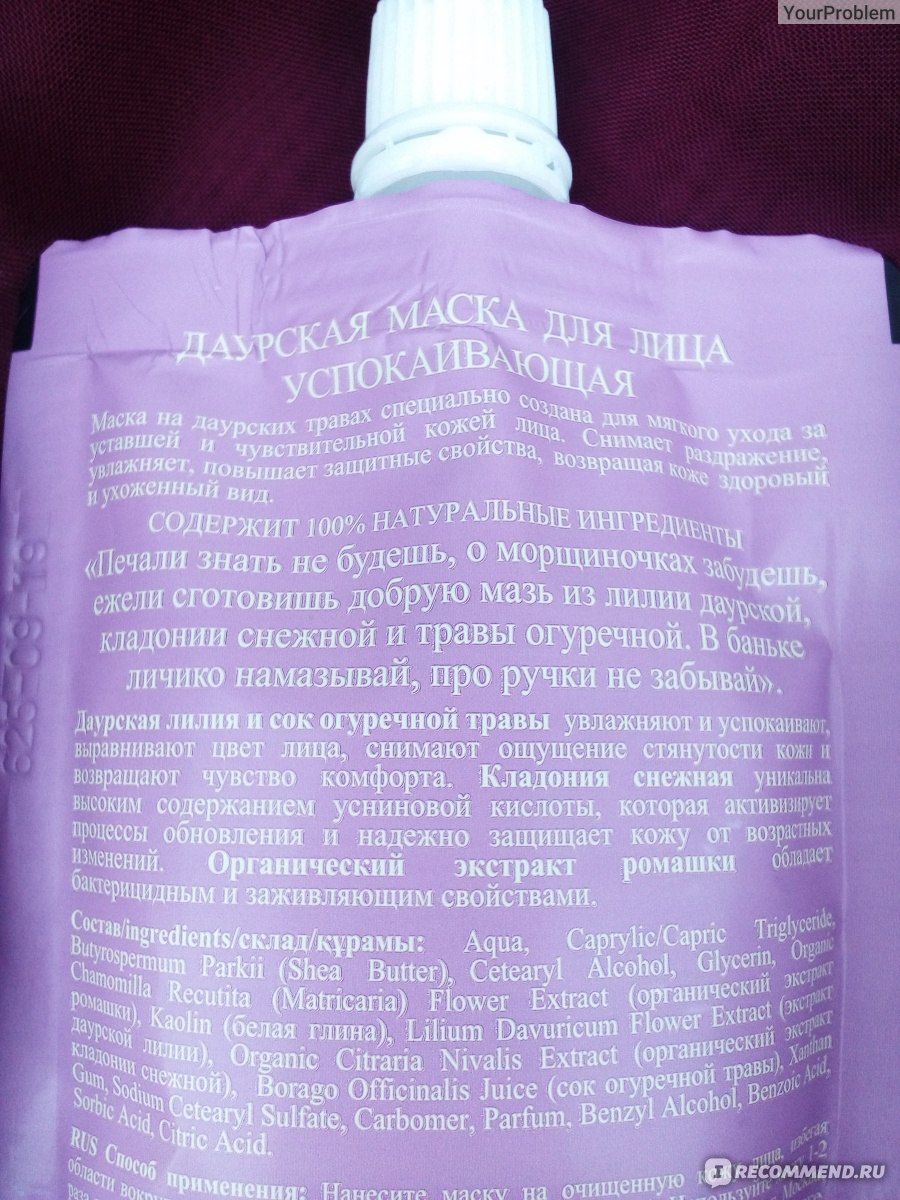 YourProblem
ДАУРСКАЯ МАСКА ДЛЯ ЛИЦА
УСПОКАИВАЮЩАЯ
Маска на даурских травах специально создана для мягкого ухода за
уставшей и чувствительной кожей лица. Снимает раздражение,
увлажняет, повышает защитные свойства, возвращая коже здоровый
и ухоженный вид.
СОДЕРЖИТ 100% НАТУРАЛЬНЫЕ ИНГРЕДИЕНТЫ
«Печали знать не будешь, о морщиночках забудешь,
ежели сготовишь добрую мазь из лилии даурской,
кладонии снежной и травы огуречной. В баньке
личико намазывай, про ручки не забывай».
Даурская лилия и сок огуречной травы увлажняют и успокаивают,
выравнивают цвет лица, снимают ощущение стянутости кожи и
возвращают чувство комфорта. Кладония снежная уникальна
высоким содержанием усниновой кислоты, которая активизирует
процессы обновления и надежно защищает кожу от возрастных
изменений. Органический экстракт ромашки обладает
бактерицидным и заживляющим свойствами.
Состав/ingredients/склад/құрамы: Aqua, Caprylic/Capric Triglyceride,
Butyrospermum Parkii (Shea Butter), Cetearyl Alcohol, Glycerin, Organic
Chamomilla Recutita (Matricaria) Flower Extract (органический экстракт
ромашки), Kaolin (белая глина), Lilium Davuricum Flower Extract (экстракт
даурской лилии), Organic Citraria Nivalis Extract (органический экстракт
кладонии снежной), Borago Officinalis Juice (сок огуречной травы), Xanthan
Gum, Sodium Cetearyl Sulfate, Carbomer, Parfum, Benzyl Alcohol, Benzoic Acid,
Sorbic Acid, Citric Acid.
RUS Способ применения: Нанесите маску на очищенную лица, избегая
области вокруг 1-2
раза
IRECOMMEND.RU